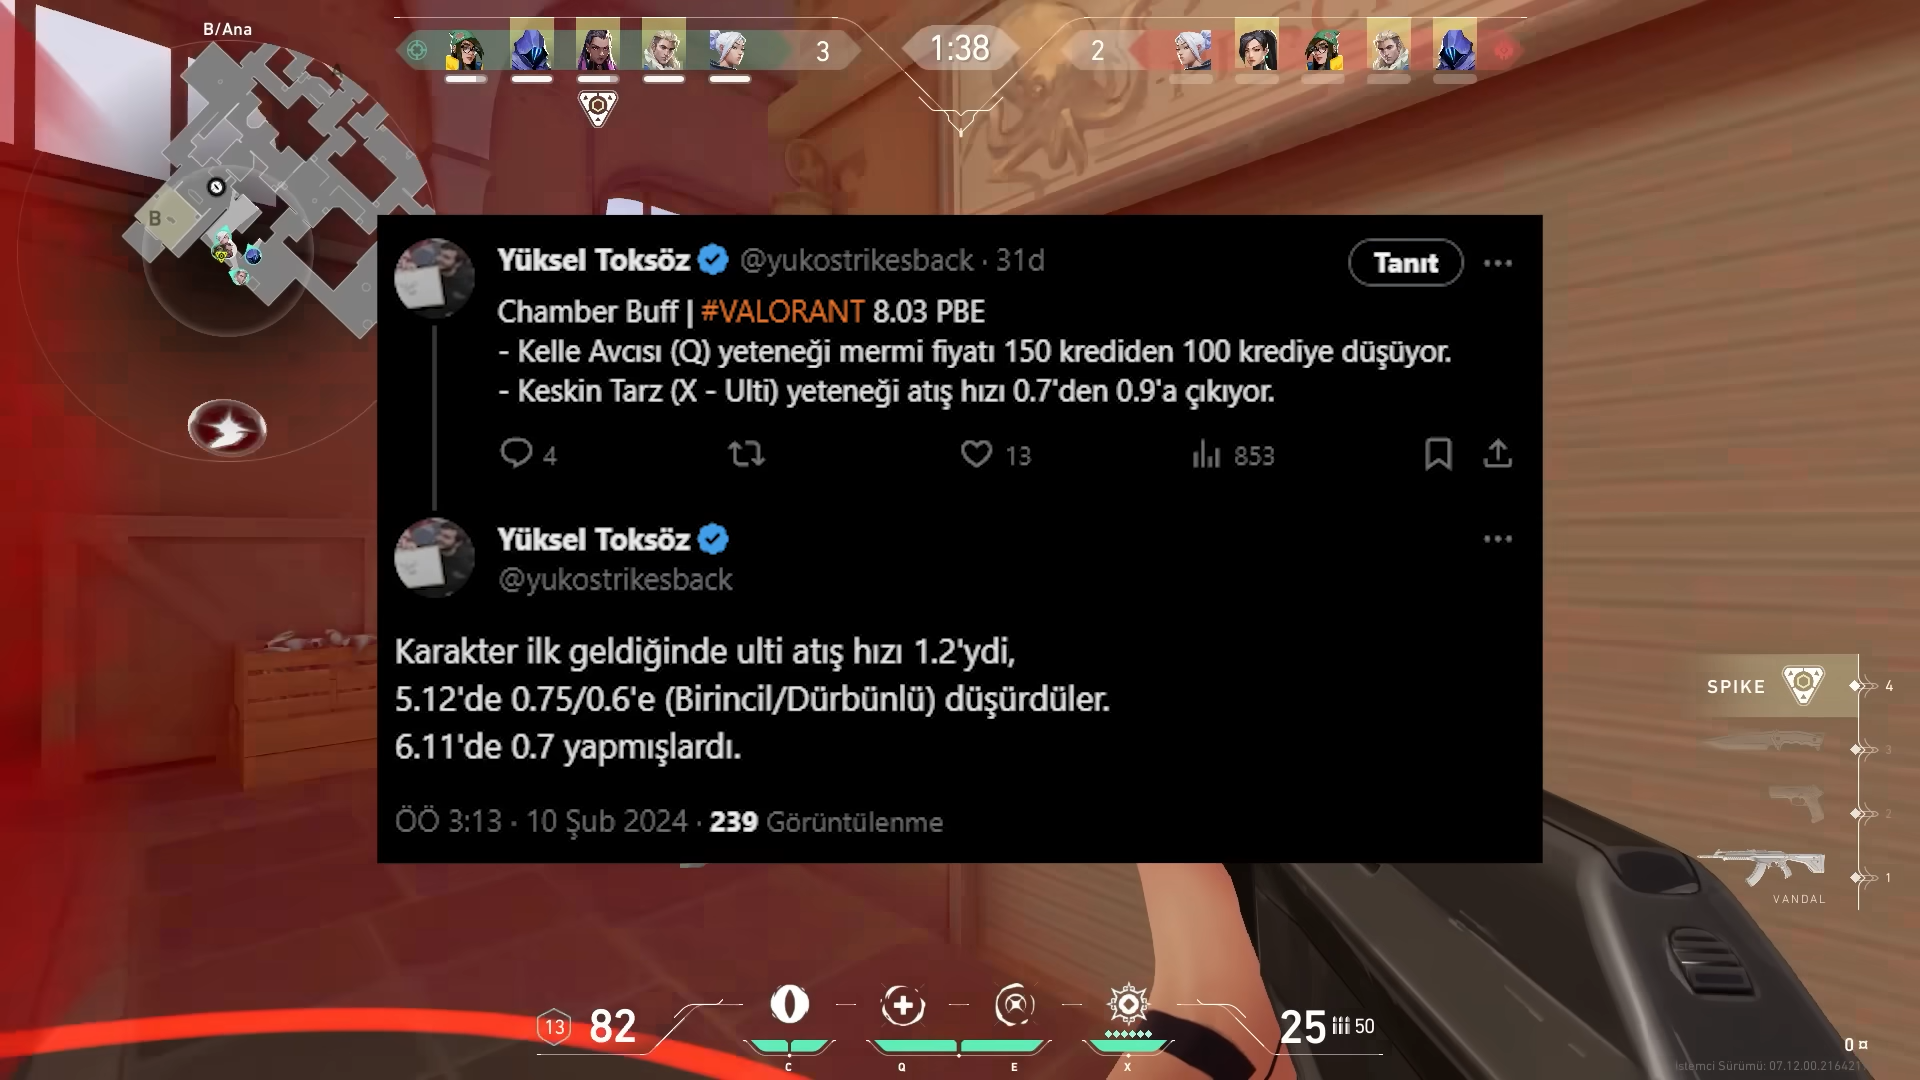 B/Ana
3
1:38
2
B
Yüksel Toksöz @yukostrikesback · 31d
Tanıt
Chamber Buff | #VALORANT 8.03 PBE
- Kelle Avcısı (Q) yeteneği mermi fiyatı 150 krediden 100 krediye düşüyor.
- Keskin Tarz (X - Ulti) yeteneği atış hızı 0.7'den 0.9'a çıkıyor.
4
13
853
Yüksel Toksöz
@yukostrikesback
Karakter ilk geldiğinde ulti atış hızı 1.2'ydi,
5.12'de 0.75/0.6'e (Birincil/Dürbünlü) düşürdüler.
6.11'de 0.7 yapmışlardı.
ÖÖ 3:13 · 10 Şub 2024 · 239 Görüntülenme
SPIKE
4
3
2
VANDAL
1
13
82
25
50
C
Q
E
X
0
İstemci Sürümü: